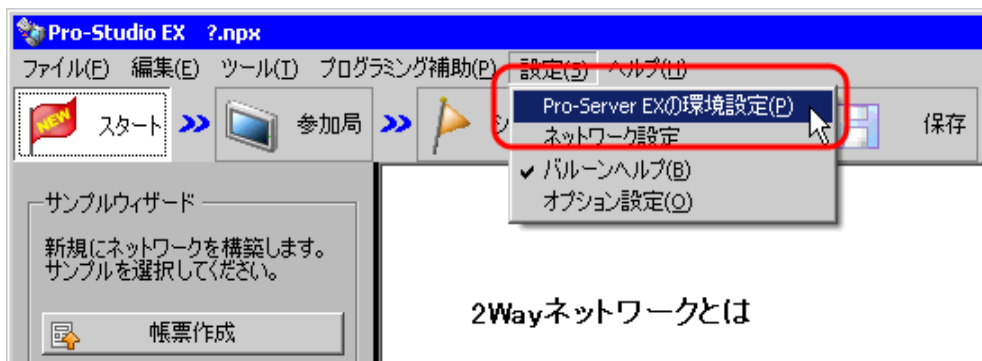 Pro-Studio EX ?.npx
ファイル(F) 編集(E) ツール(T) プログラミング補助(P) 設定(S) ヘルプ(H)
スタート 参加局 保存
Pro-Server EXの環境設定(P)
ネットワーク設定
バルーンヘルプ(B)
オプション設定(O)
サンプルウィザード
新規にネットワークを構築します。
サンプルを選択してください。
帳票作成
2Wayネットワークとは